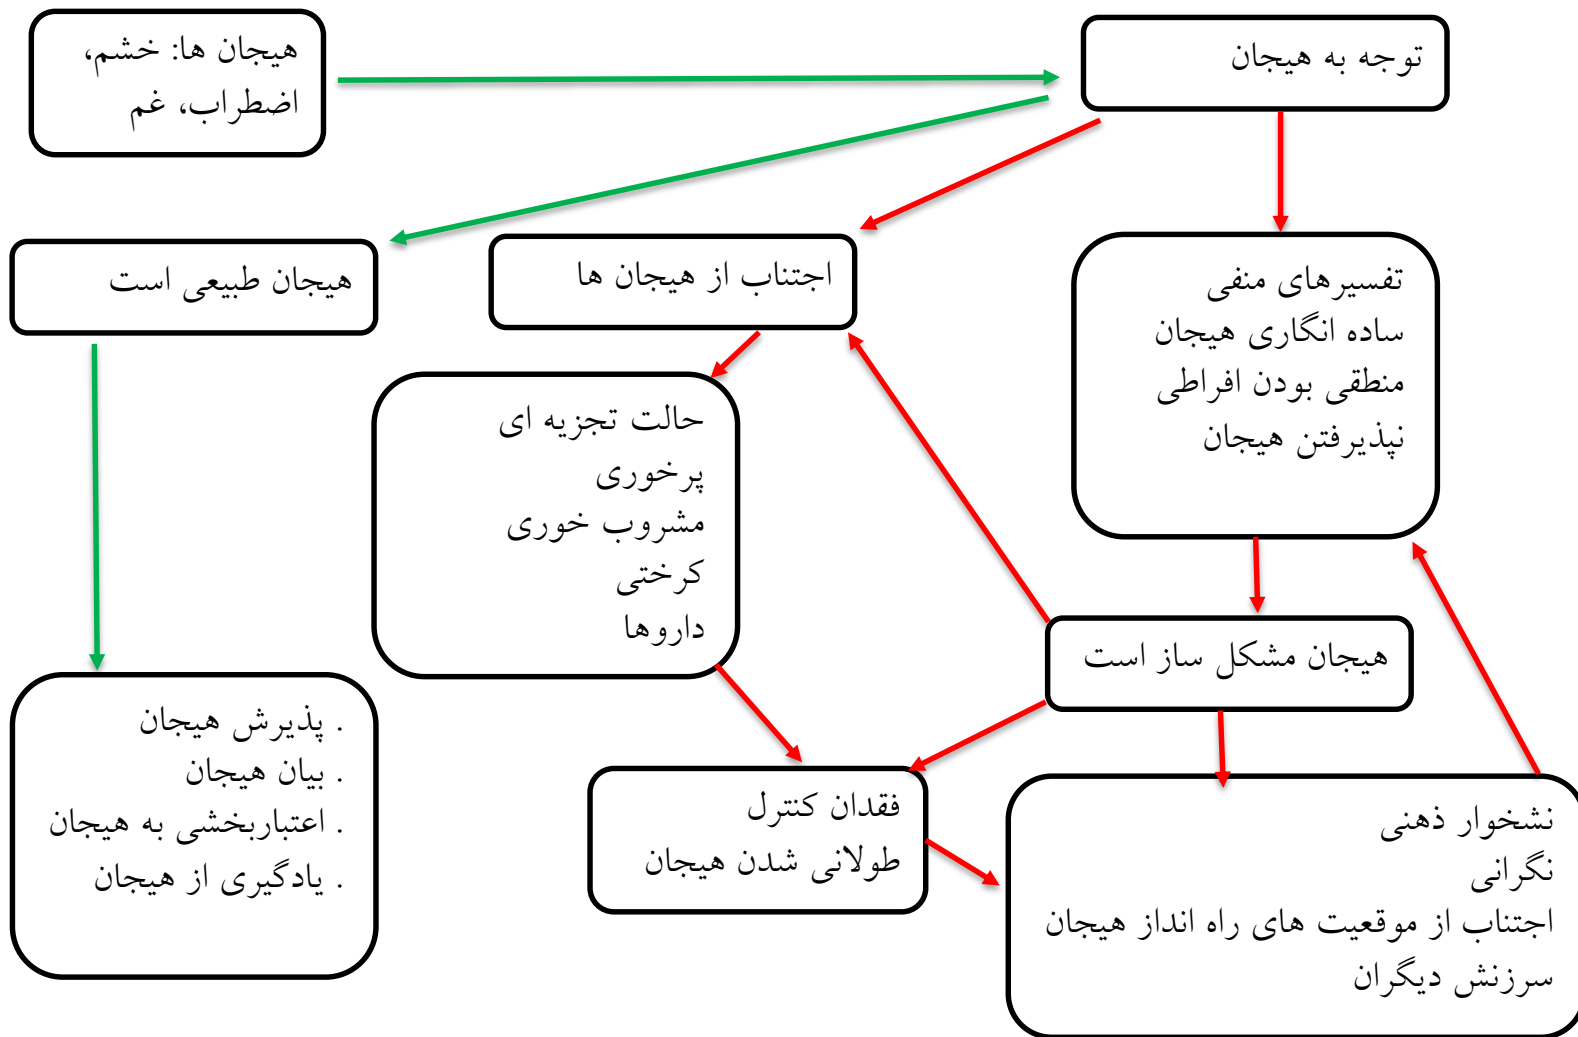 توجه به هیجان
هیجان ها: خشم،
اضطراب، غم
تفسیرهای منفی
ساده انگاری هیجان
منطقی بودن افراطی
نپذیرفتن هیجان
اجتناب از هیجان ها
هیجان طبیعی است
حالت تجزیه ای
پرخوری
مشروب خوری
کرختی
داروها
هیجان مشکل ساز است
. پذیرش هیجان
. بیان هیجان
. اعتباربخشی به هیجان
. یادگیری از هیجان
فقدان کنترل
طولانی شدن هیجان
نشخوار ذهنی
نگرانی
اجتناب از موقعیت های راه انداز هیجان
سرزنش دیگران